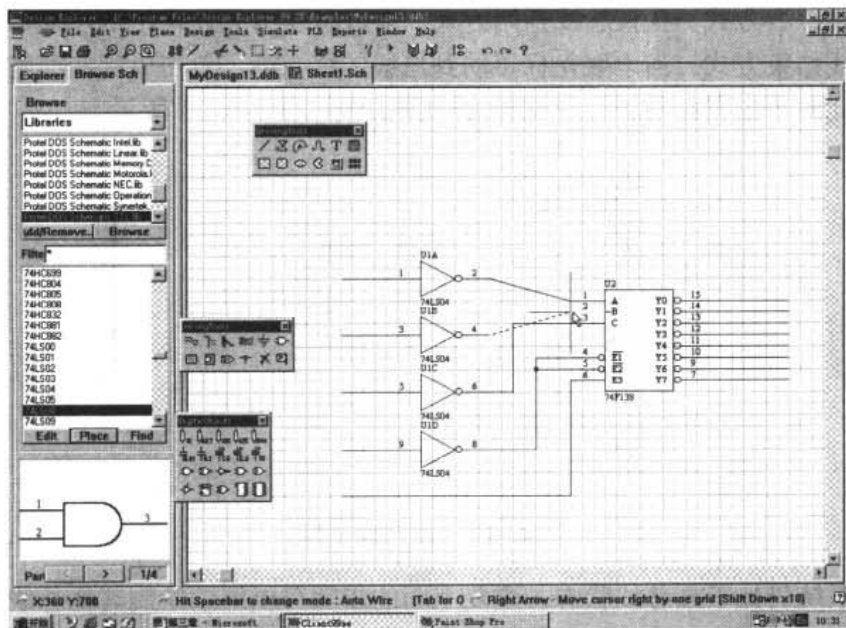 File Edit View Place Design Tools Simulate PLD Reports Window Help
Explorer
Browse Sch
MyDesign13.ddb
Sheet1.Sch
Browse
Libraries
Protel DOS Schematic Intel.lib
Protel DOS Schematic Linear.lib
Protel DOS Schematic Memory D
Protel DOS Schematic Motorola.l
Protel DOS Schematic NEC.lib
Protel DOS Schematic Operation
Protel DOS Schematic Synertek.
Browse
*
74HC699
74HC804
74HC805
74HC808
74HC832
74HC881
74HC882
74LS00
74LS01
74LS02
74LS03
74LS04
74LS05
74LS09
Edit
Place
Find
1
2
3
Part
<
>
1/4
U1A
1
2
74LS04
U1B
3
4
74LS04
U1C
5
6
74LS04
U1D
9
8
74LS04
U2
1
2
3
4
5
6
A
B
C
E1
E2
E3
Y0
Y1
Y2
Y3
Y4
Y5
Y6
Y7
15
14
13
12
11
10
9
7
74F138
X:360 Y:700
Hit Spacebar to change mode : Auto Wire
[Tab for O
Right Arrow - Move cursor right by one grid (Shift Down x10)
Microsoft
Client99se
Paint Shop Pro
10:31